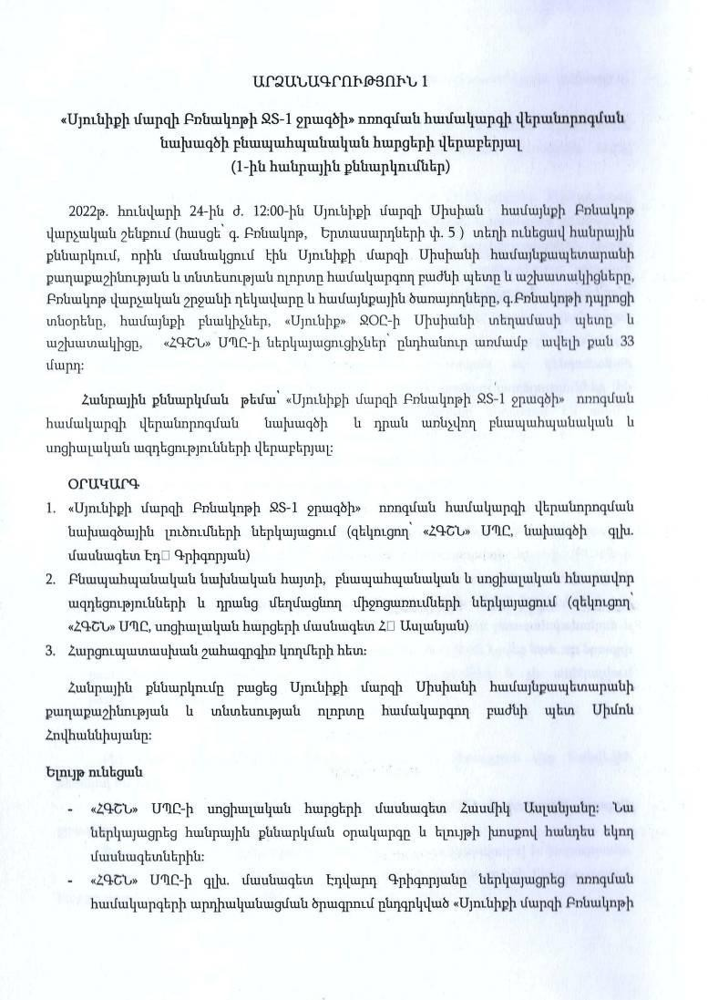 ԱՐՁԱՆԱԳՐՈՒԹՅՈՒՆ 1
«Սյունիքի մարզի Բռնակոթի ՋՏ-1 ջրագծի» ոռոգման համակարգի վերանորոգման
նախագծի բնապահպանական հարցերի վերաբերյալ
(1-ին հանրային քննարկումներ)
2022թ. հունվարի 24-ին ժ. 12:00-ին Սյունիքի մարզի Սիսիան համայնքի Բռնակոթ
վարչական շենքում (հասցե՝ գ. Բռնակոթ, Երտասարդների փ. 5 ) տեղի ունեցավ հանրային
քննարկում, որին մասնակցում էին Սյունիքի մարզի Սիսիանի համայնքապետարանի
քաղաքաշինության և տնտեսության ոլորտը համակարգող բաժնի պետը և աշխատակիցները,
Բռնակոթ վարչական շրջանի ղեկավարը և համայնքային ծառայողները, գ.Բռնակոթի դպրոցի
տնօրենը, համայնքի բնակիչներ, «Սյունիք» ՋՕԸ-ի Սիսիանի տեղամասի պետը և
աշխատակիցը, «ՀԳՇՆ» ՍՊԸ-ի ներկայացուցիչներ՝ ընդհանուր առմամբ ավելի քան 33
մարդ:
Հանրային քննարկման թեմա՝ «Սյունիքի մարզի Բռնակոթի ՋՏ-1 ջրագծի» ոռոգման
համակարգի վերանորոգման նախագծի և դրան առնչվող բնապահպանական և
սոցիալական ազդեցությունների վերաբերյալ:
ՕՐԱԿԱՐԳ
1. «Սյունիքի մարզի Բռնակոթի ՋՏ-1 ջրագծի» ոռոգման համակարգի վերանորոգման
նախագծային լուծումների ներկայացում (զեկուցող՝ «ՀԳՇՆ» ՍՊԸ, նախագծի գլխ.
մասնագետ Էդ□ Գրիգորյան)
2. Բնապահպանական նախնական հայտի, բնապահպանական և սոցիալական հնարավոր
ազդեցությունների և դրանց մեղմացնող միջոցառումների ներկայացում (զեկուցող՝
«ՀԳՇՆ» ՍՊԸ, սոցիալական հարցերի մասնագետ Հ□ Ասլանյան)
3. Հարցուպատասխան շահագրգիռ կողմերի հետ:
Հանրային քննարկումը բացեց Սյունիքի մարզի Սիսիանի համայնքապետարանի
քաղաքաշինության և տնտեսության ոլորտը համակարգող բաժնի պետ Սիմոն
Հովհաննիսյանը:
Ելույթ ունեցան
- «ՀԳՇՆ» ՍՊԸ-ի սոցիալական հարցերի մասնագետ Հասմիկ Ասլանյանը: Նա
ներկայացրեց հանրային քննարկման օրակարգը և ելույթի խոսքով հանդես եկող
մասնագետներին:
- «ՀԳՇՆ» ՍՊԸ-ի գլխ. մասնագետ Էդվարդ Գրիգորյանը ներկայացրեց ոռոգման
համակարգերի արդիականացման ծրագրում ընդգրկված «Սյունիքի մարզի Բռնակոթի